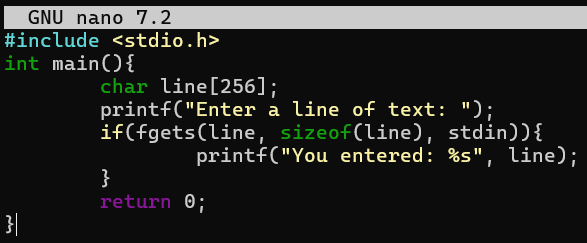 GNU nano 7.2
#include <stdio.h>
int main(){
        char line[256];
        printf("Enter a line of text: ");
        if(fgets(line, sizeof(line), stdin)){
                printf("You entered: %s", line);
        }
        return 0;
}